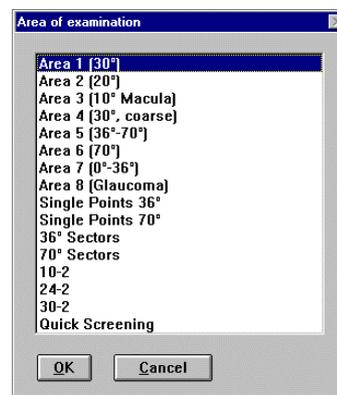 Area of examination
Area 1 (30°)
Area 2 (20°)
Area 3 (10° Macula)
Area 4 (30°, coarse)
Area 5 (36°-70°)
Area 6 (70°)
Area 7 (0°-36°)
Area 8 (Glaucoma)
Single Points 36°
Single Points 70°
36° Sectors
70° Sectors
10-2
24-2
30-2
Quick Screening
OK Cancel